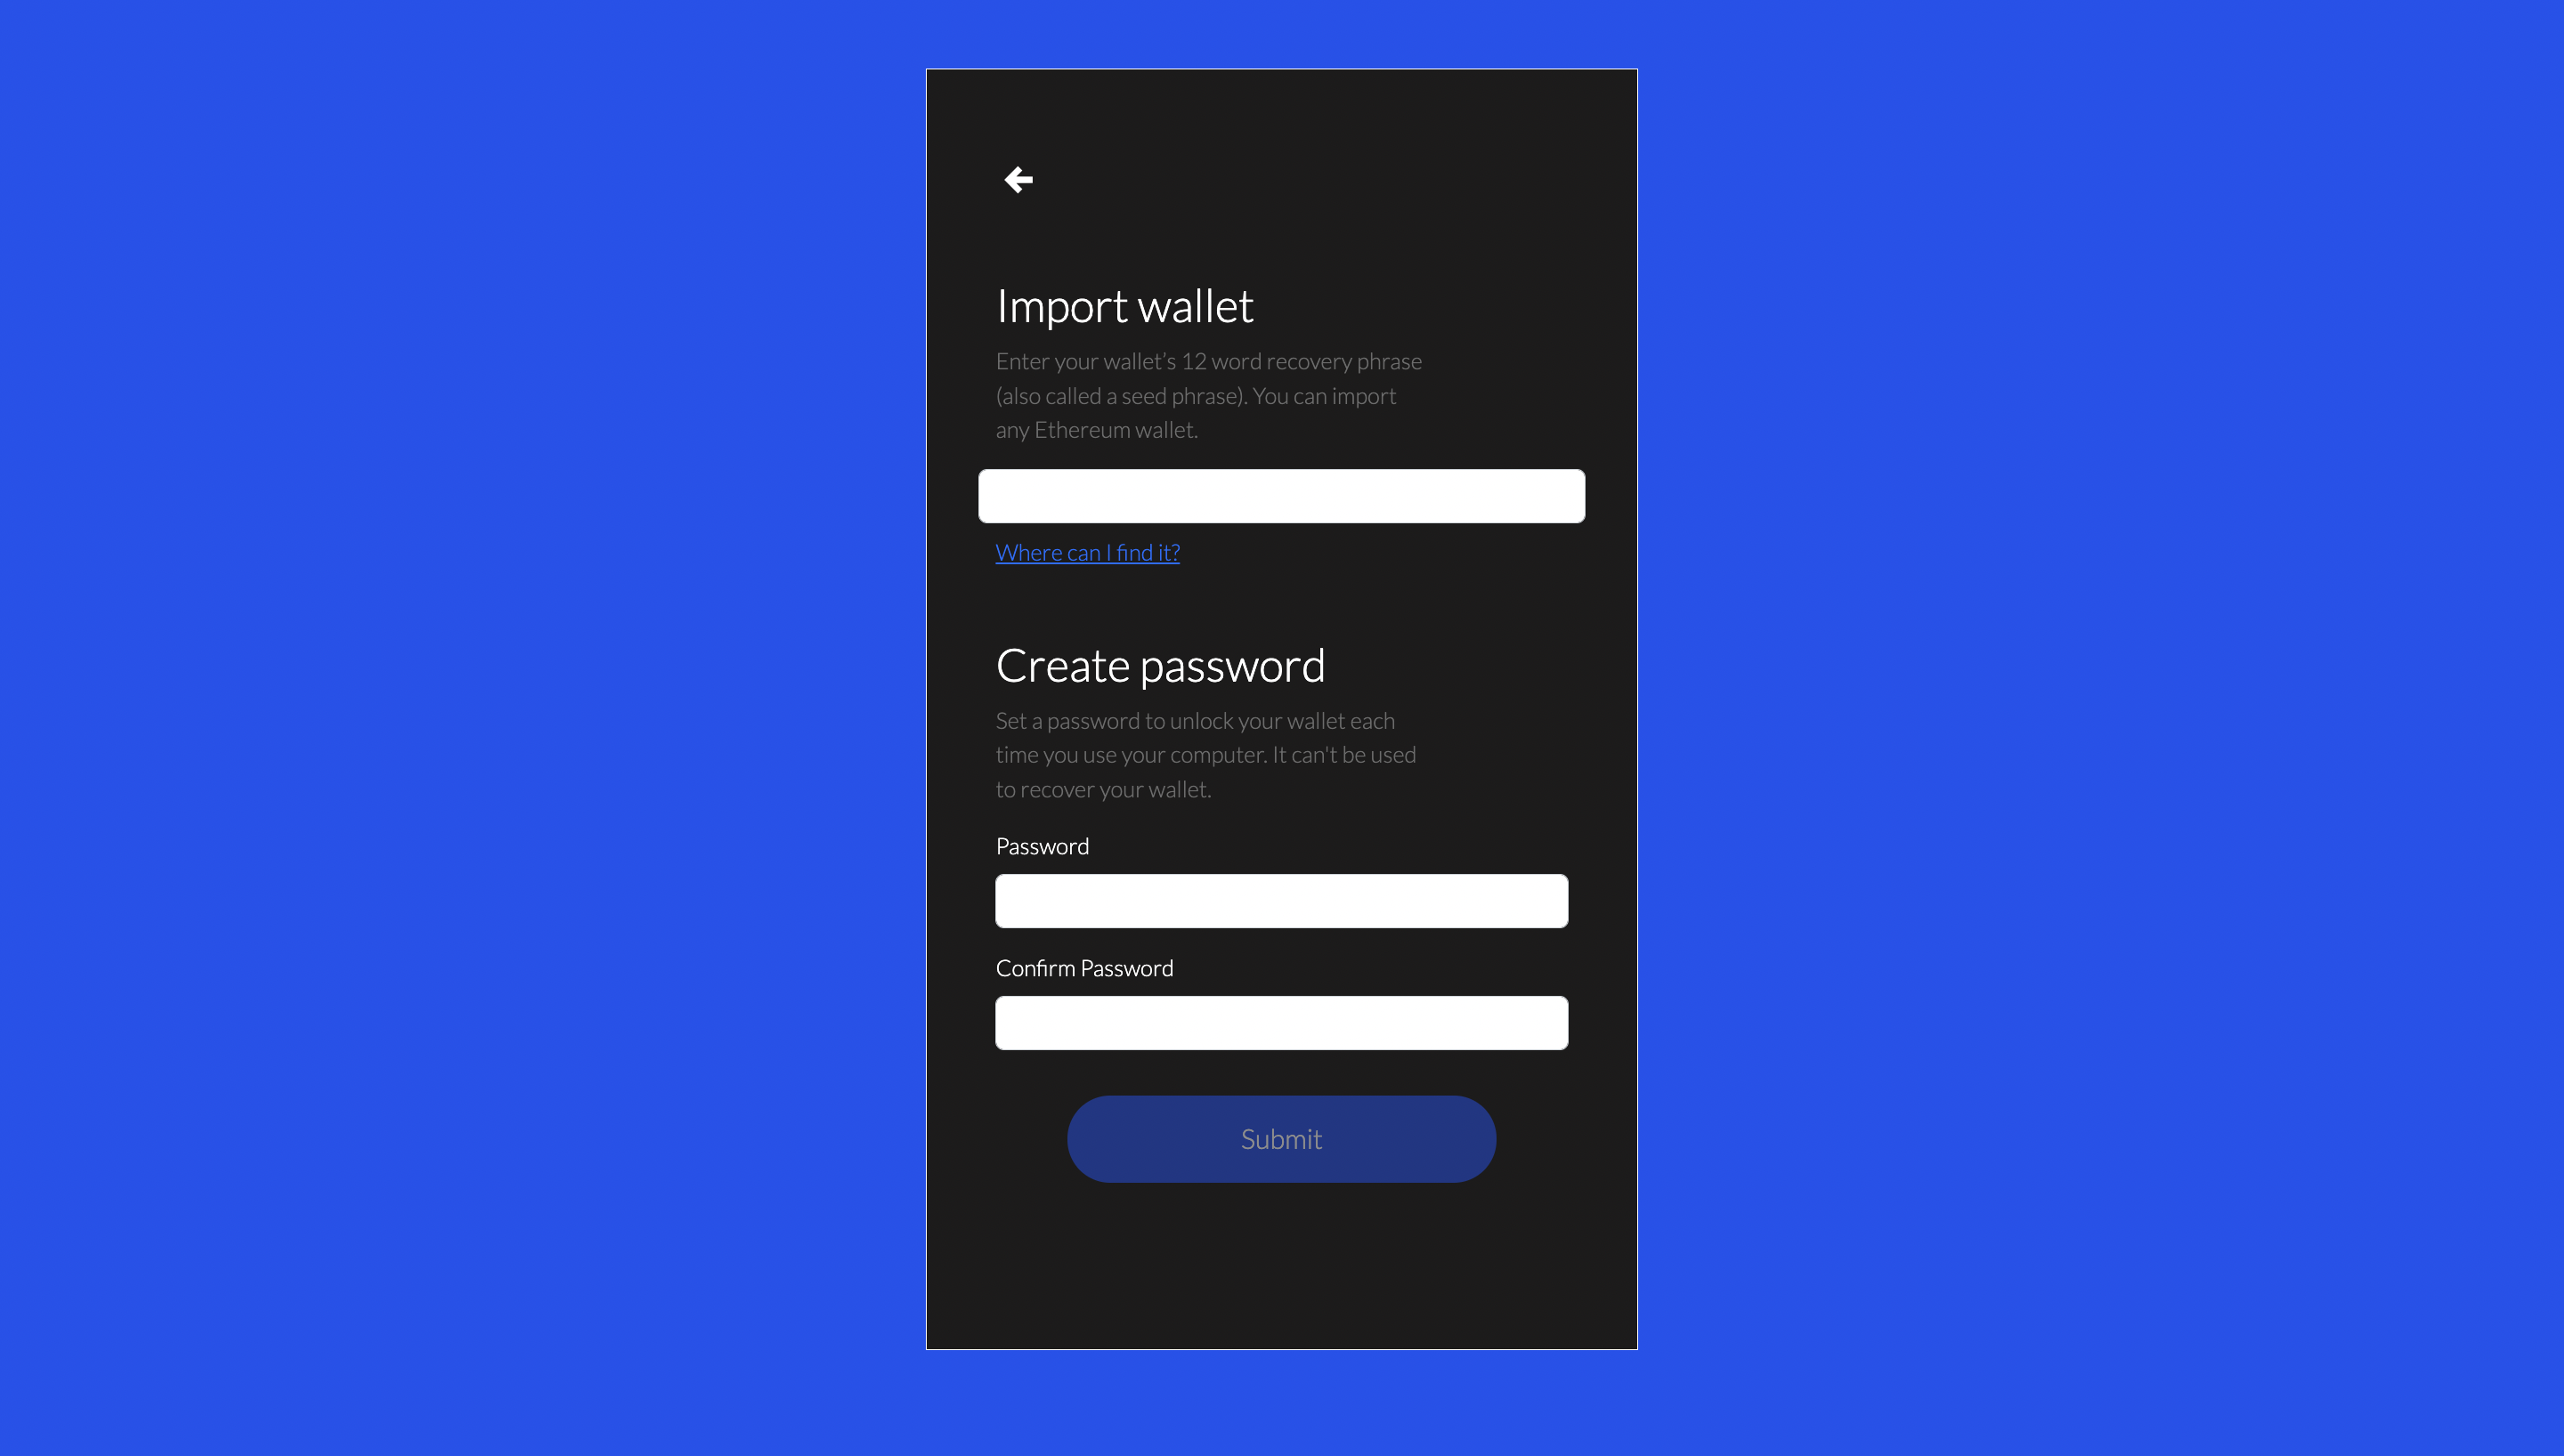 Import wallet
Enter your wallet’s 12 word recovery phrase
(also called a seed phrase). You can import
any Ethereum wallet.
Where can I find it?
Create password
Set a password to unlock your wallet each
time you use your computer. It can't be used
to recover your wallet.
Password
Confirm Password
Submit